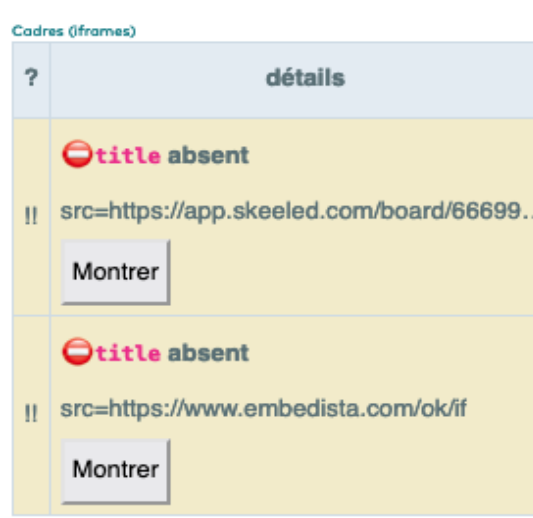 Cadres (iframes)
? détails
title absent
!! src=https://app.skeeled.com/board/66699..
Montrer
title absent
!! src=https://www.embedista.com/ok/if
Montrer